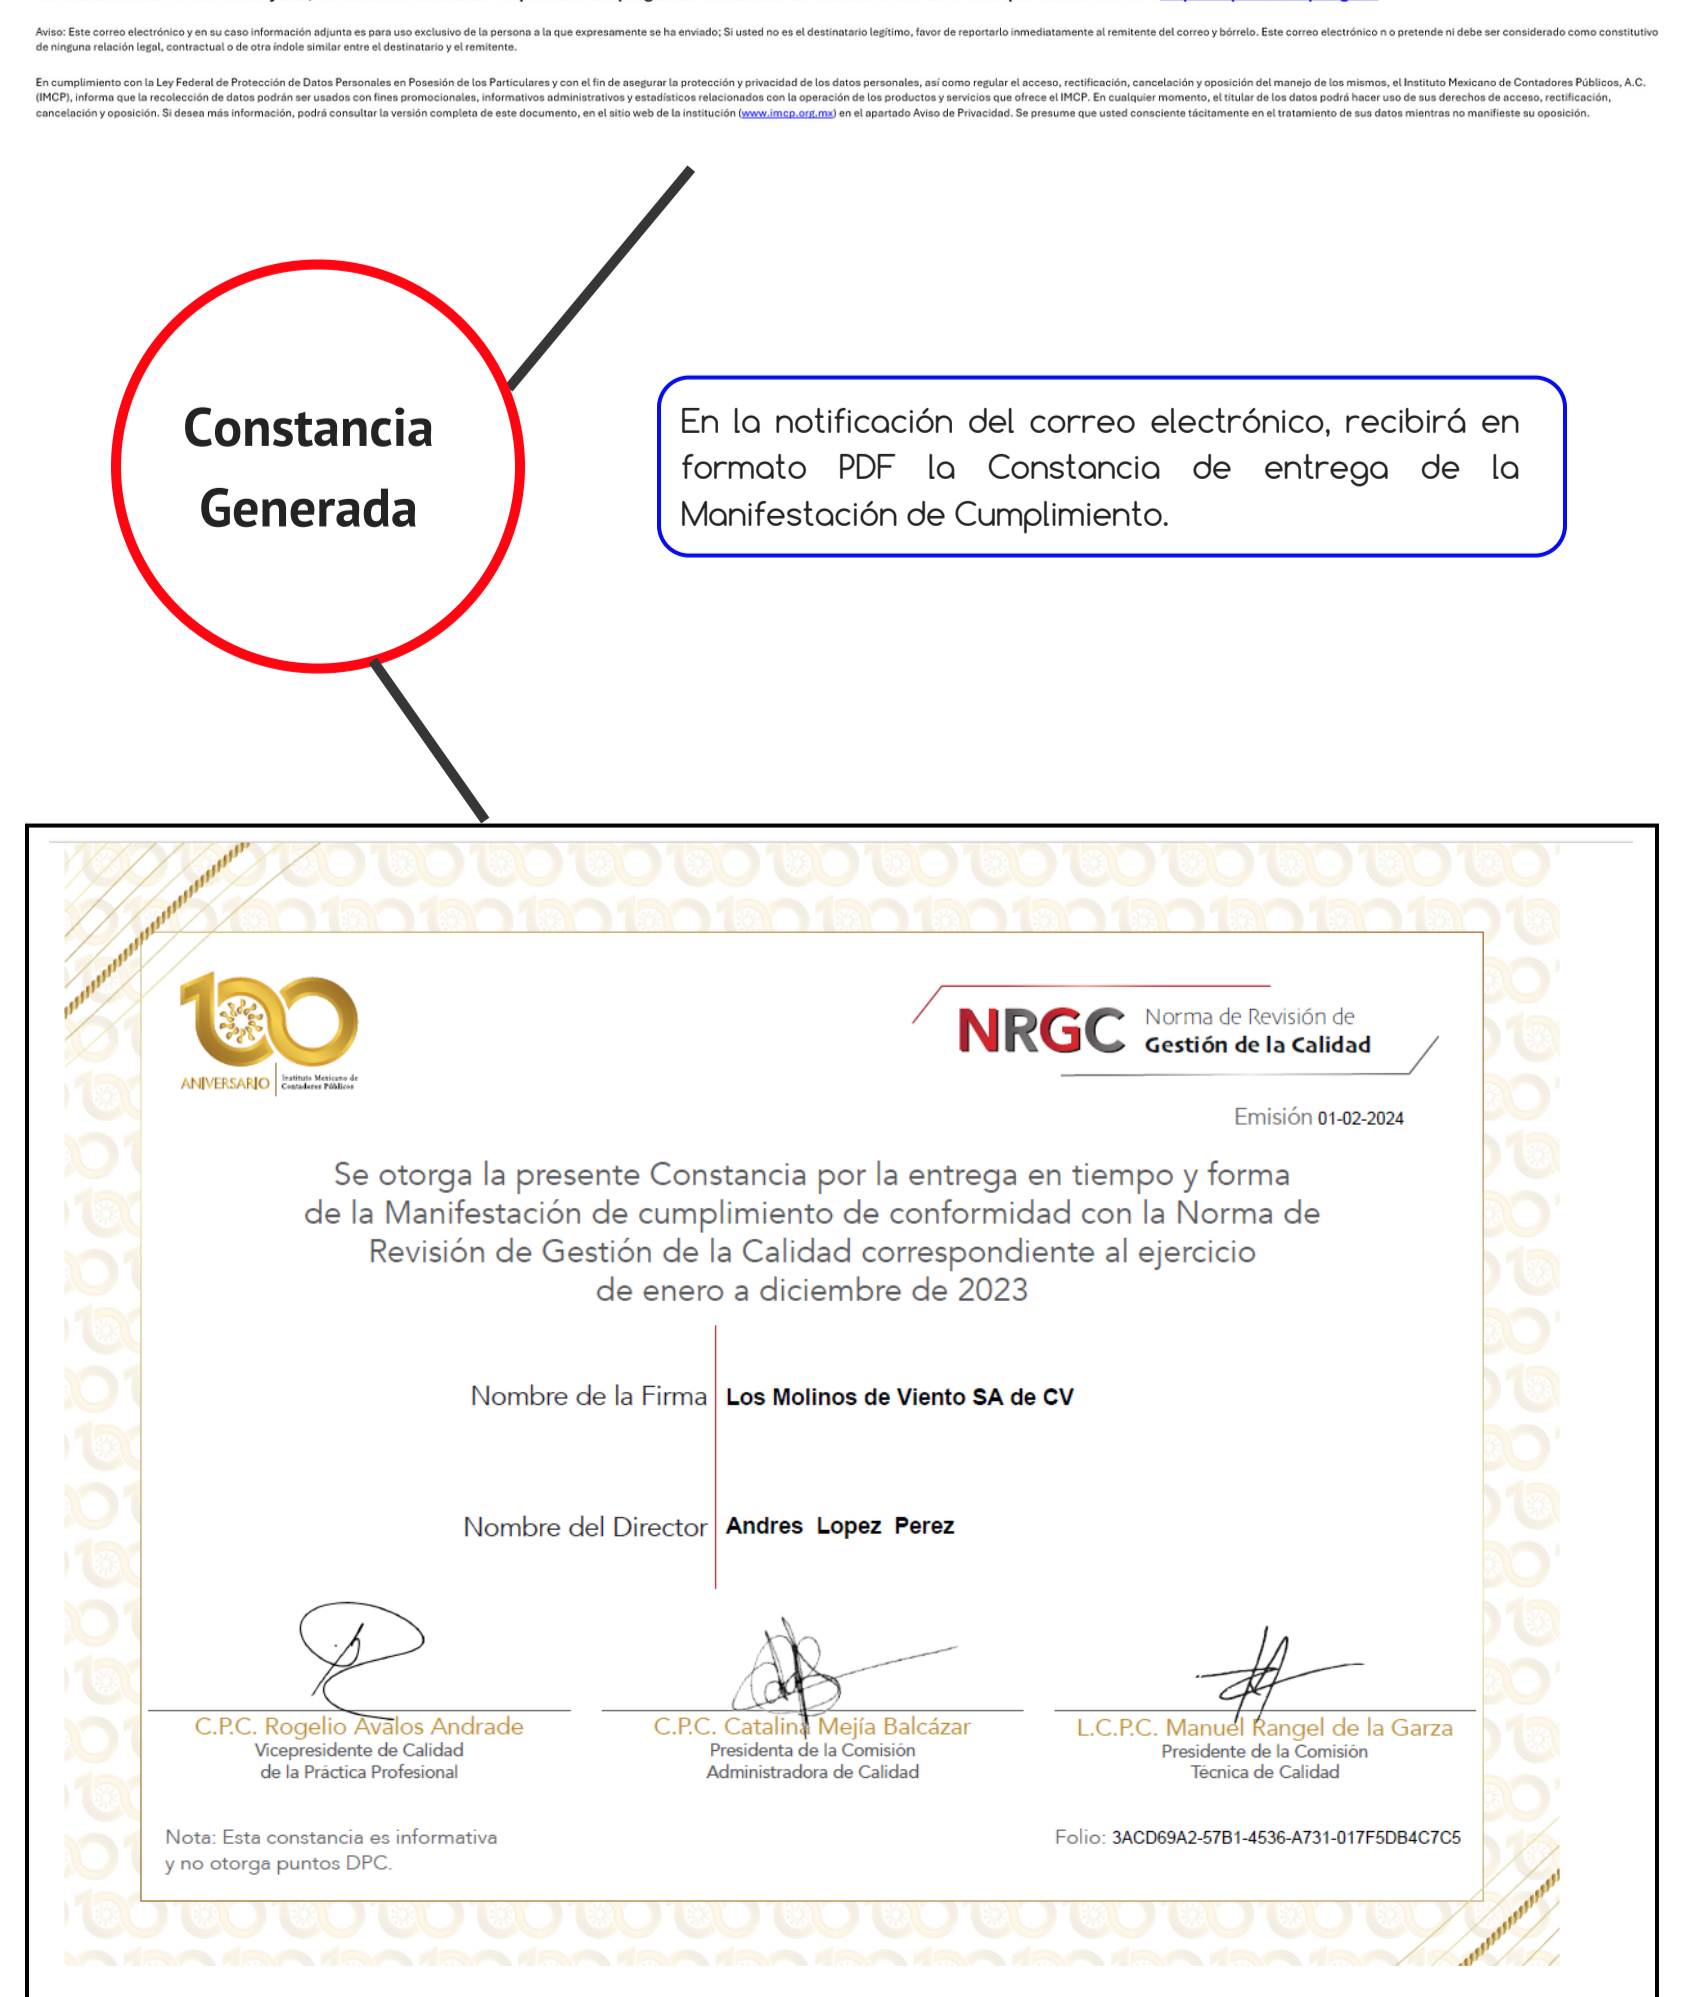 Aviso: Este correo electrónico y en su caso información adjunta es para uso exclusivo de la persona a la que expresamente se ha enviado; Si usted no es el destinatario legítimo, favor de reportarlo inmediatamente al remitente del correo y bórrelo. Este correo electrónico n o pretende ni debe ser considerado como constitutivo
de ninguna relación legal, contractual o de otra índole similar entre el destinatario y el remitente.
En cumplimiento con la Ley Federal de Protección de Datos Personales en Posesión de los Particulares y con el fin de asegurar la protección y privacidad de los datos personales, así como regular el acceso, rectificación, cancelación y oposición del manejo de los mismos, el Instituto Mexicano de Contadores Públicos, A.C.
(IMCP), informa que la recolección de datos podrán ser usados con fines promocionales, informativos administrativos y estadísticos relacionados con la operación de los productos y servicios que ofrece el IMCP. En cualquier momento, el titular de los datos podrá hacer uso de sus derechos de acceso, rectificación,
cancelación y oposición. Si desea más información, podrá consultar la versión completa de este documento, en el sitio web de la institución (www.imcp.org.mx) en el apartado Aviso de Privacidad. Se presume que usted consciente tácitamente en el tratamiento de sus datos mientras no manifieste su oposición.
Constancia
Generada
En la notificación del correo electrónico, recibirá en
formato PDF la Constancia de entrega de la
Manifestación de Cumplimiento.
100
ANIVERSARIO
Instituto Mexicano de
Contadores Públicos
NRGC
Norma de Revisión de
Gestión de la Calidad
Emisión 01-02-2024
Se otorga la presente Constancia por la entrega en tiempo y forma
de la Manifestación de cumplimiento de conformidad con la Norma de
Revisión de Gestión de la Calidad correspondiente al ejercicio
de enero a diciembre de 2023
Nombre de la Firma Los Molinos de Viento SA de CV
Nombre del Director Andres Lopez Perez
C.P.C. Rogelio Avalos Andrade
Vicepresidente de Calidad
de la Práctica Profesional
C.P.C. Catalina Mejía Balcázar
Presidenta de la Comisión
Administradora de Calidad
L.C.P.C. Manuel Rangel de la Garza
Presidente de la Comisión
Técnica de Calidad
Nota: Esta constancia es informativa
y no otorga puntos DPC.
Folio: 3ACD69A2-57B1-4536-A731-017F5DB4C7C5